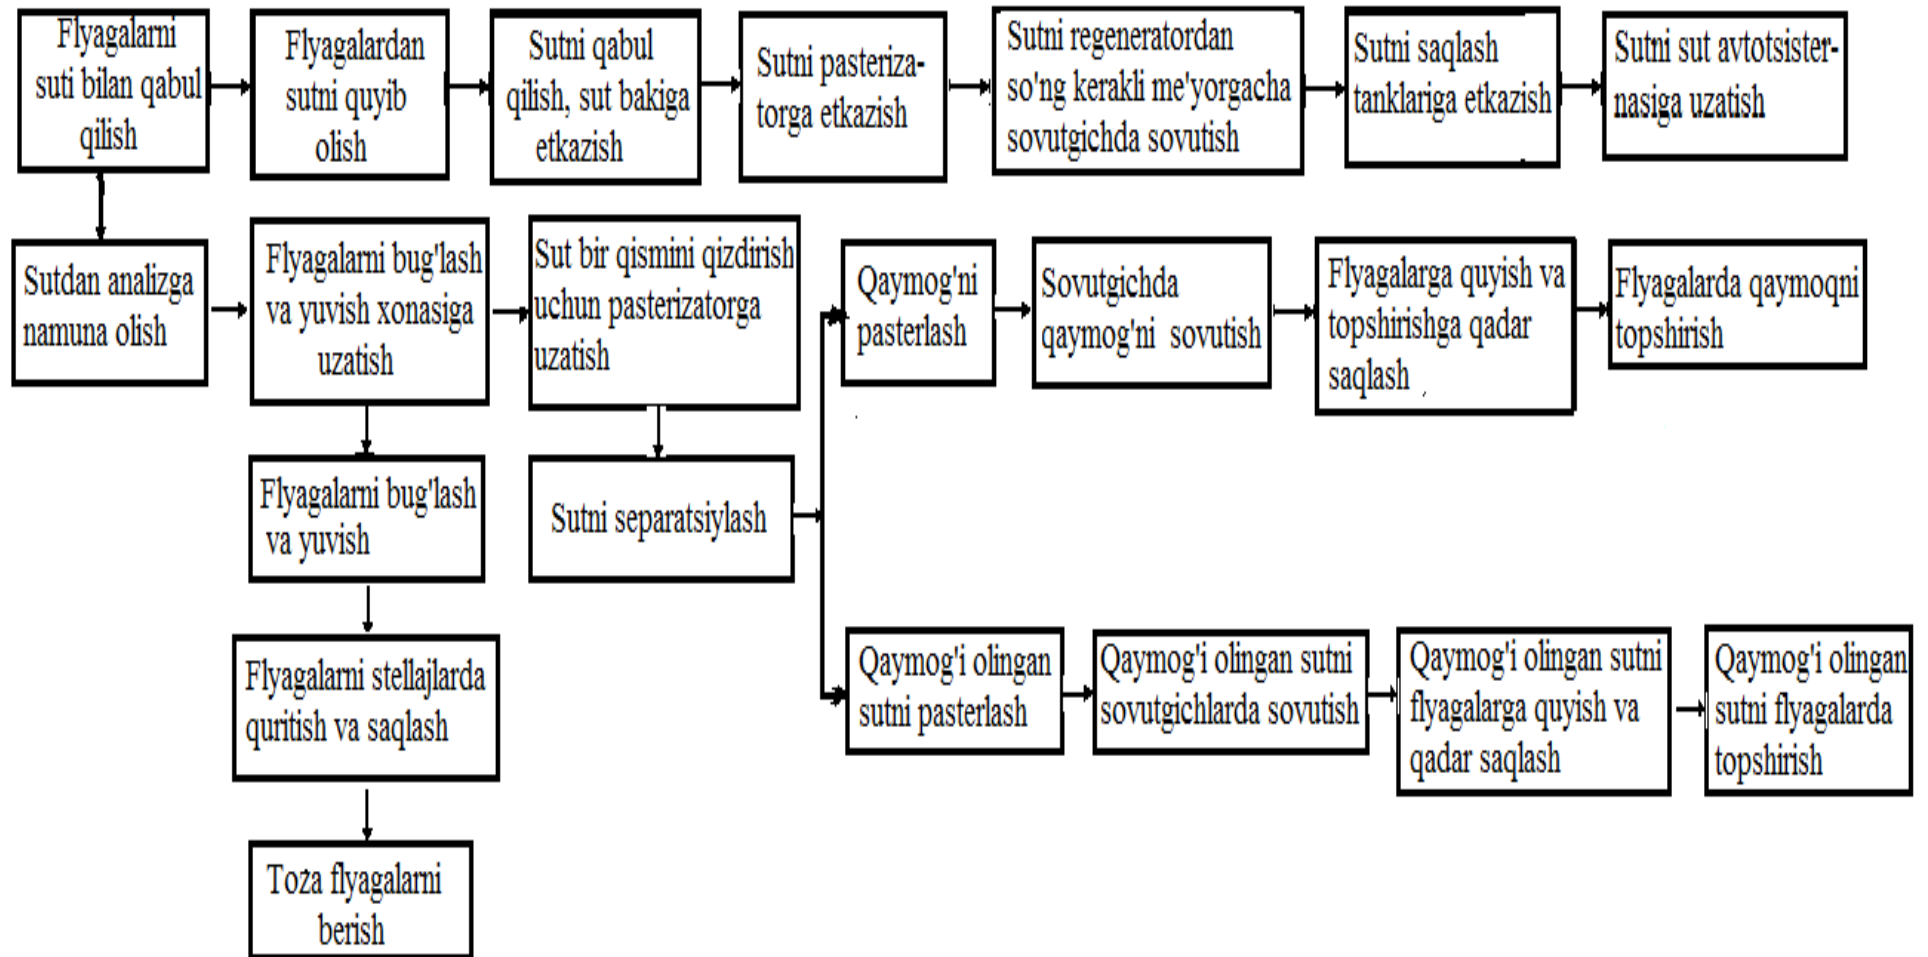 Flyagalarni
suti bilan qabul
qilish
Flyagalardan
sutni quyib
olish
Sutni qabul
qilish, sut bakiga
etkazish
Sutni pasteriza-
torga etkazish
Sutni regeneratordan
so'ng kerakli me'yorgacha
sovutgichda sovutish
Sutni saqlash
tanklariga etkazish
Sutni sut avtotsister-
nasiga uzatish
Sutdan analizga
namuna olish
Flyagalarni bug'lash
va yuvish xonasiga
uzatish
Sut bir qismini qizdirish
uchun pasterizatorga
uzatish
Qaymog'ni
pasterlash
Sovutgichda
qaymog'ni sovutish
Flyagalarga quyish va
topshirishga qadar
saqlash
Flyagalarda qaymoqni
topshirish
Flyagalarni bug'lash
va yuvish
Sutni separatsiylash
Flyagalarni stellajlarda
quritish va saqlash
Qaymog'i olingan
sutni pasterlash
Qaymog'i olingan sutni
sovutgichlarda sovutish
Qaymog'i olingan sutni
flyagalarga quyish va
qadar saqlash
Qaymog'i olingan
sutni flyagalarda
topshirish
Toza flyagalarni
berish